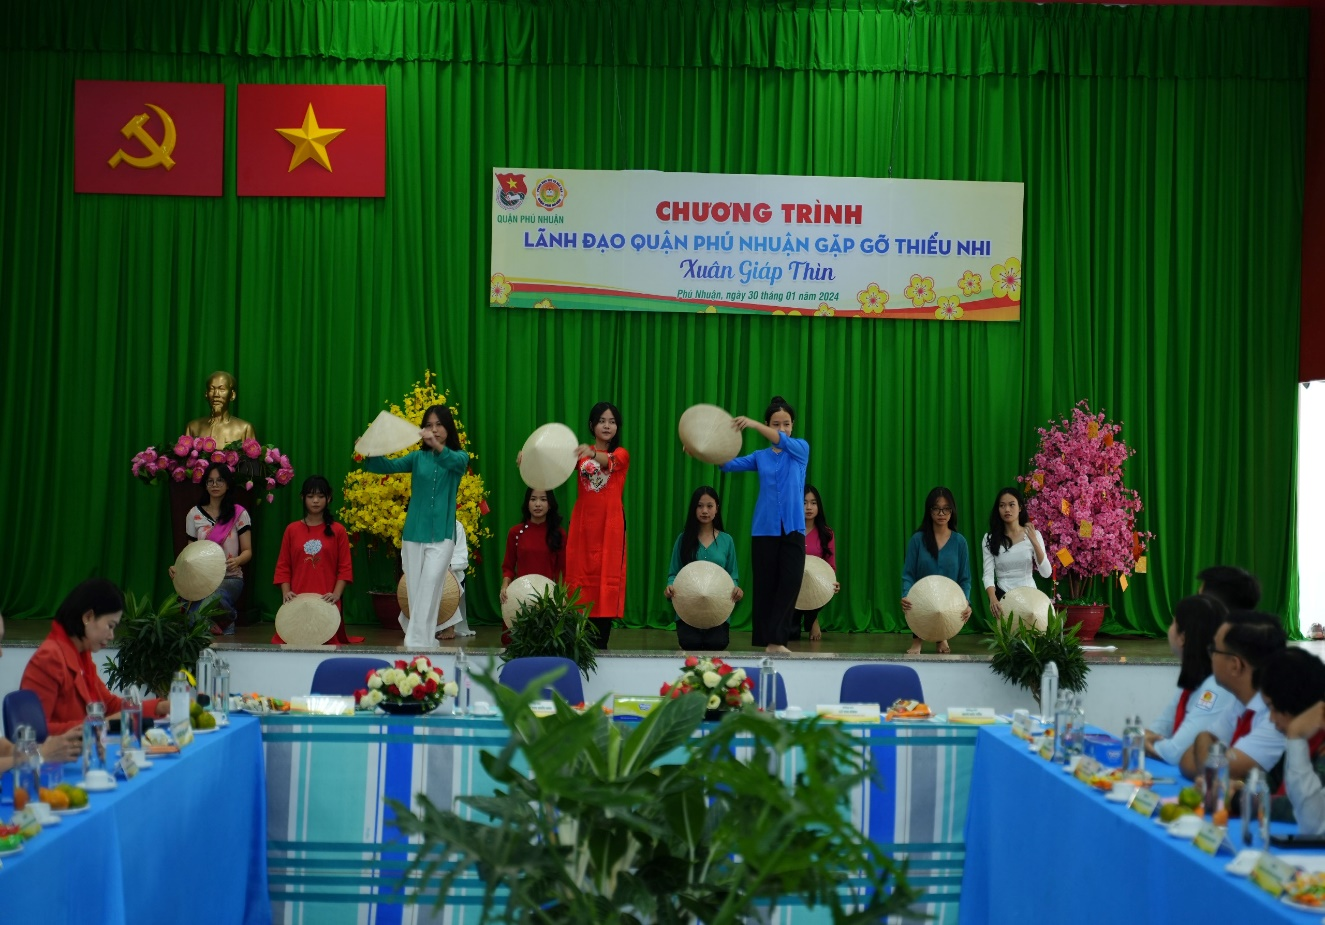 QUẬN PHÚ NHUẬN
CHƯƠNG TRÌNH
LÃNH ĐẠO QUẬN PHÚ NHUẬN GẶP GỠ THIẾU NHI
Xuân Giáp Thìn
Phú Nhuận, ngày 30 tháng 01 năm 2024